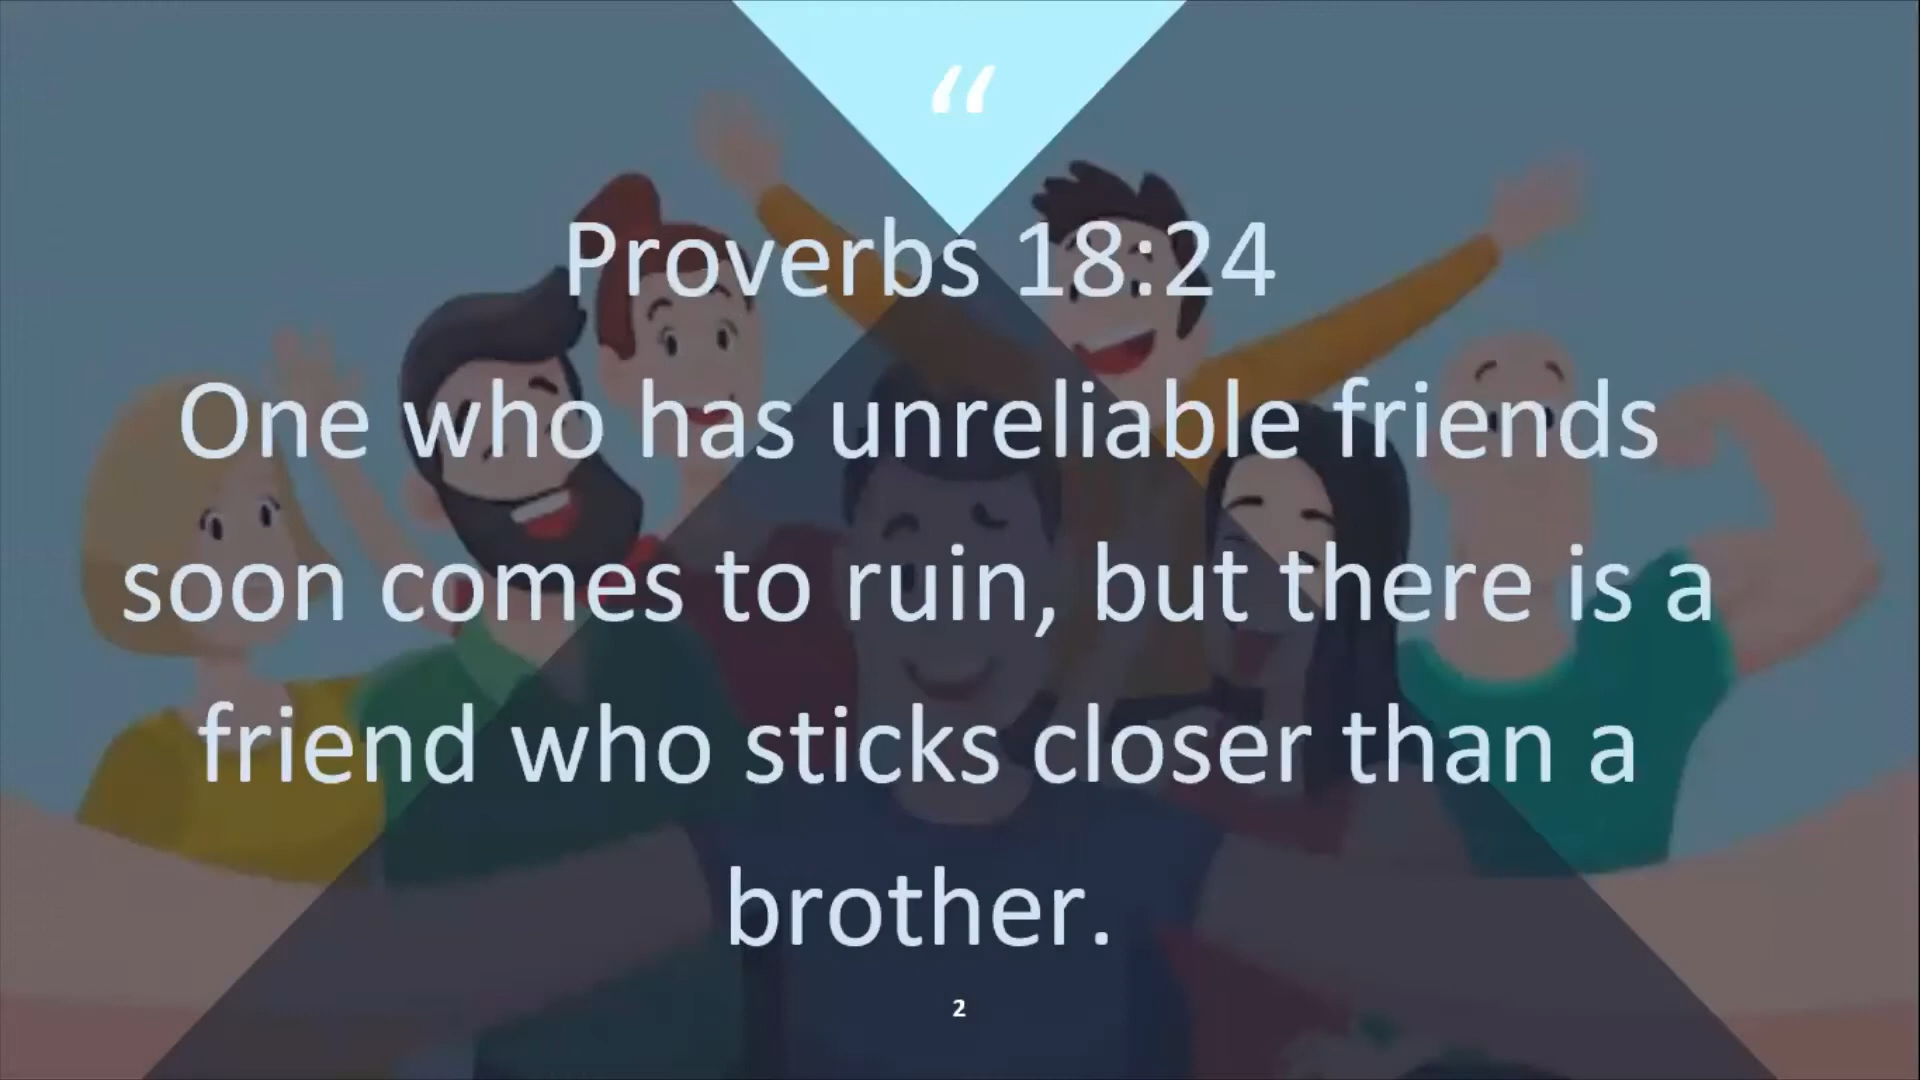 “
Proverbs 18:24
One who has unreliable friends
soon comes to ruin, but there is a
friend who sticks closer than a
brother.
2